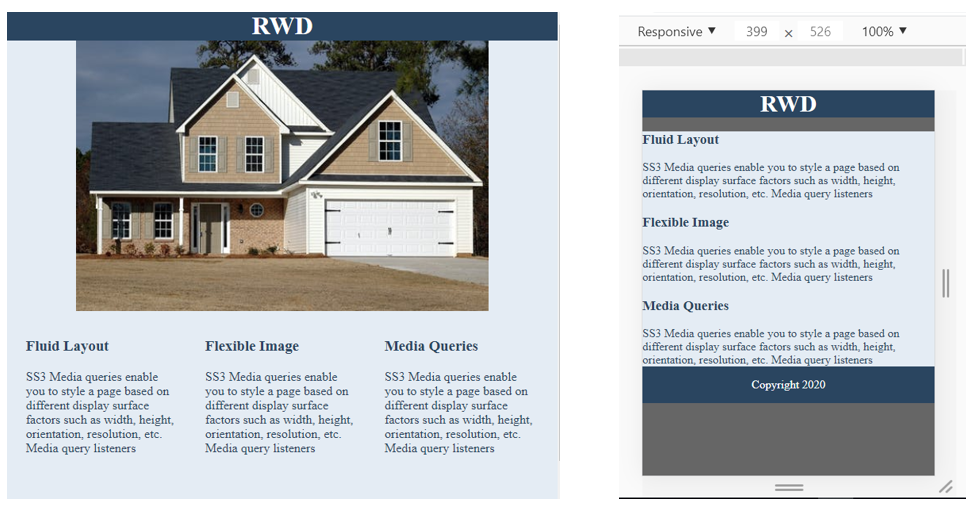 RWD
Fluid Layout
SS3 Media queries enable
you to style a page based on
different display surface
factors such as width, height,
orientation, resolution, etc.
Media query listeners
Flexible Image
SS3 Media queries enable
you to style a page based on
different display surface
factors such as width, height,
orientation, resolution, etc.
Media query listeners
Media Queries
SS3 Media queries enable
you to style a page based on
different display surface
factors such as width, height,
orientation, resolution, etc.
Media query listeners
Responsive ▼ 399 × 526 100% ▼
RWD
Fluid Layout
SS3 Media queries enable you to style a page based on
different display surface factors such as width, height,
orientation, resolution, etc. Media query listeners
Flexible Image
SS3 Media queries enable you to style a page based on
different display surface factors such as width, height,
orientation, resolution, etc. Media query listeners
Media Queries
SS3 Media queries enable you to style a page based on
different display surface factors such as width, height,
orientation, resolution, etc. Media query listeners
Copyright 2020